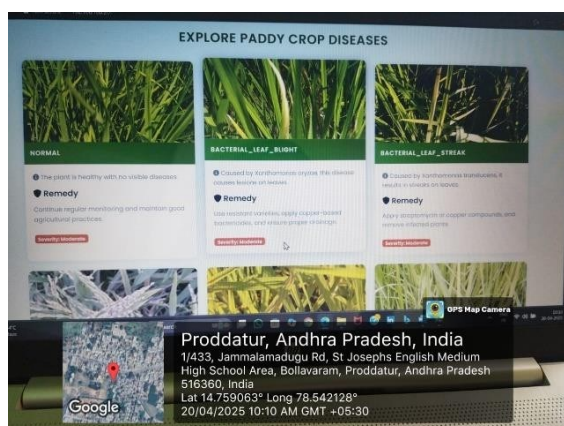 EXPLORE PADDY CROP DISEASES
NORMAL
The plant is healthy with no visible diseases
Remedy
Continue regular monitoring and maintain good
agricultural practices.
Severity: Moderate
BACTERIAL_LEAF_BLIGHT
Caused by Xanthomonas oryzae, this disease
causes lesions on leaves.
Remedy
Use resistant varieties, apply copper-based
bactericides, and ensure proper
Severity: Moderate
BACTERIAL_LEAF_STREAK
Caused by Xanthomonas translucens, it
results in streaks on leaves.
Remedy
Apply streptomycin or copper compounds, and
remove infected plants.
Severity: Moderate
GPS Map Camera
Proddatur, Andhra Pradesh, India
1/433, Jammalamadugu Rd, St Josephs English Medium
High School Area, Bollavaram, Proddatur, Andhra Pradesh
516360, India
Lat 14.759063° Long 78.542128°
20/04/2025 10:10 AM GMT +05:30
Google